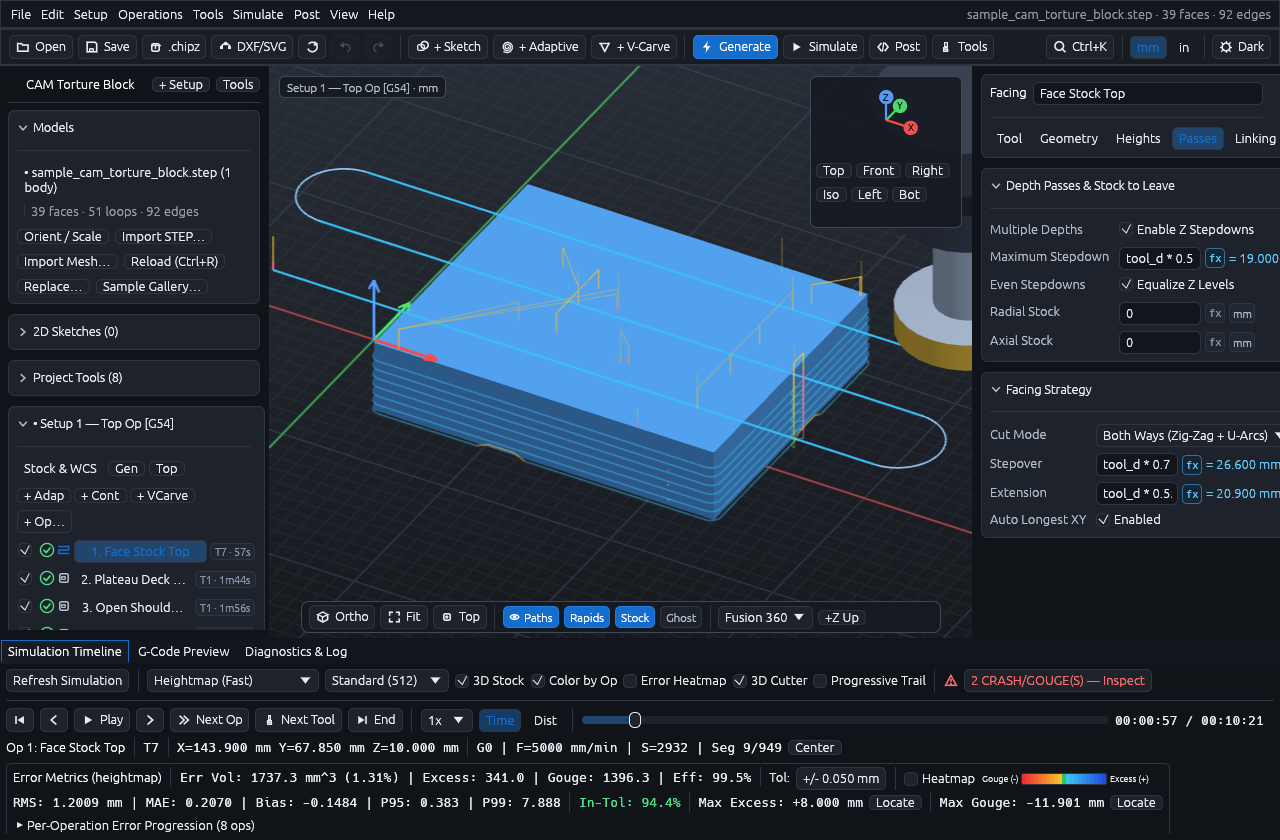 File Edit Setup Operations Tools Simulate Post View Help sample_cam_torture_block.step · 39 faces · 92 edges
Open Save .chipz DXF/SVG + Sketch + Adaptive + V-Carve Generate Simulate Post Tools Ctrl+K mm in Dark
CAM Torture Block + Setup Tools
Models
• sample_cam_torture_block.step (1 body)
39 faces · 51 loops · 92 edges
Orient / Scale Import STEP…
Import Mesh… Reload (Ctrl+R)
Replace… Sample Gallery…
2D Sketches (0)
Project Tools (8)
• Setup 1 — Top Op [G54]
Stock & WCS Gen Top
+ Adap + Cont + VCarve
+ Op…
1. Face Stock Top T7 · 57s
2. Plateau Deck … T1 · 1m44s
3. Open Should… T1 · 1m56s
Setup 1 — Top Op [G54] · mm
Z Y X
Top Front Right
Iso Left Bot
Ortho Fit Top Paths Rapids Stock Ghost Fusion 360 +Z Up
Facing Face Stock Top
Tool Geometry Heights Passes Linking
Depth Passes & Stock to Leave
Multiple Depths Enable Z Stepdowns
Maximum Stepdown tool_d * 0.5 fx = 19.000
Even Stepdowns Equalize Z Levels
Radial Stock 0 fx mm
Axial Stock 0 fx mm
Facing Strategy
Cut Mode Both Ways (Zig-Zag + U-Arcs)
Stepover tool_d * 0.7 fx = 26.600 mm
Extension tool_d * 0.5 fx = 20.900 mm
Auto Longest XY Enabled
Simulation Timeline G-Code Preview Diagnostics & Log
Refresh Simulation Heightmap (Fast) Standard (512) 3D Stock Color by Op Error Heatmap 3D Cutter Progressive Trail 2 CRASH/GOUGE(S) — Inspect
Play Next Op Next Tool End 1x Time Dist 00:00:57 / 00:10:21
Op 1: Face Stock Top T7 X=143.900 mm Y=67.850 mm Z=10.000 mm G0 | F=5000 mm/min | S=2932 | Seg 9/949 Center
Error Metrics (heightmap) Err Vol: 1737.3 mm^3 (1.31%) | Excess: 341.0 | Gouge: 1396.3 | Eff: 99.5% Tol: +/- 0.050 mm Heatmap Gouge (-) Excess (+)
RMS: 1.2009 mm | MAE: 0.2070 | Bias: -0.1484 | P95: 0.383 | P99: 7.888 In-Tol: 94.4% Max Excess: +8.000 mm Locate Max Gouge: -11.901 mm Locate
Per-Operation Error Progression (8 ops)